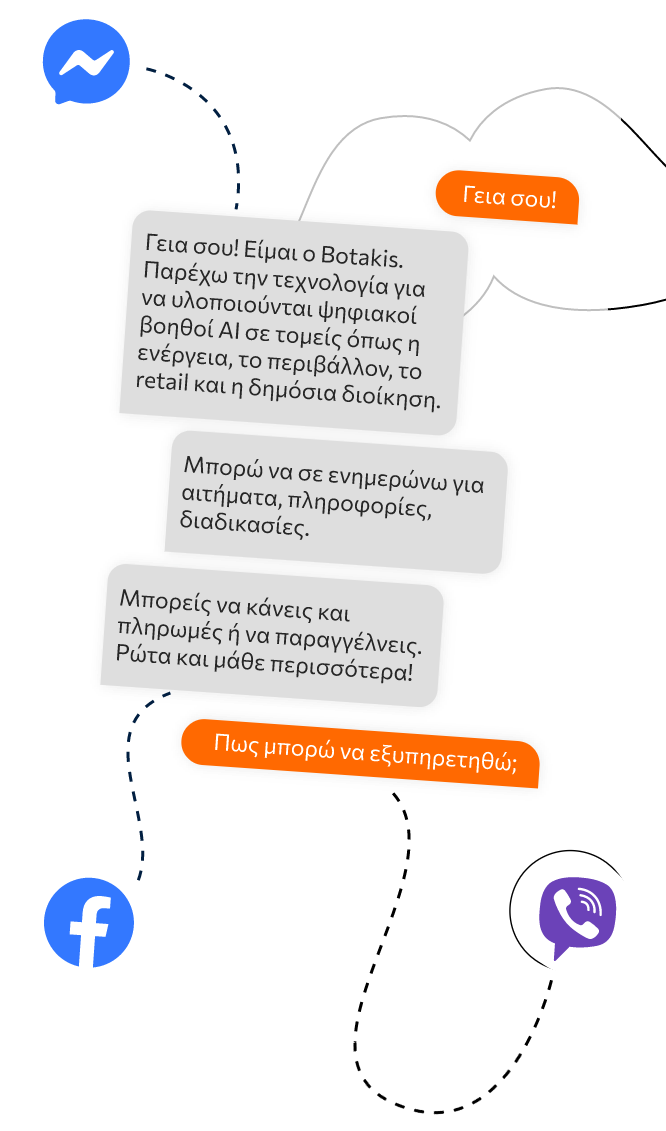 Γεια σου!
Γεια σου! Είμαι ο Botakis.
Παρέχω την τεχνολογία για
να υλοποιούνται ψηφιακοί
βοηθοί AI σε τομείς όπως η
ενέργεια, το περιβάλλον, το
retail και η δημόσια διοίκηση.
Μπορώ να σε ενημερώνω για
αιτήματα, πληροφορίες,
διαδικασίες.
Μπορείς να κάνεις και
πληρωμές ή να παραγγέλνεις.
Ρώτα και μάθε περισσότερα!
Πως μπορώ να εξυπηρετηθώ;